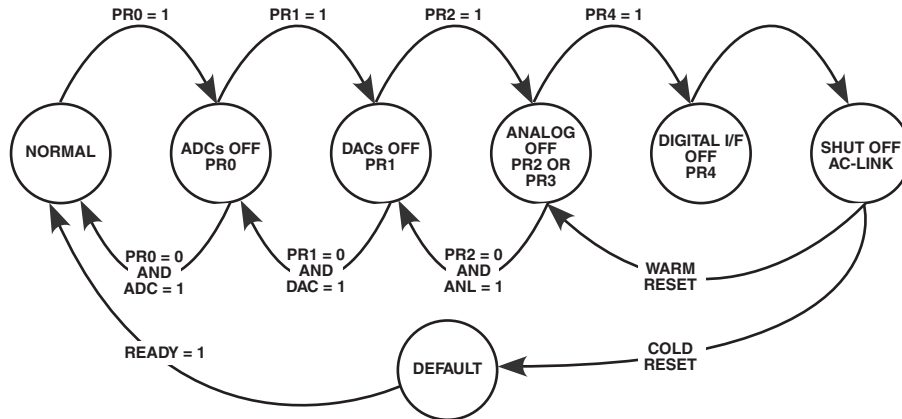 PR0 = 1
PR1 = 1
PR2 = 1
PR4 = 1
NORMAL
ADCs OFF
PR0
DACs OFF
PR1
ANALOG
OFF
PR2 OR
PR3
DIGITAL I/F
OFF
PR4
SHUT OFF
AC-LINK
PR0 = 0
AND
ADC = 1
PR1 = 0
AND
DAC = 1
PR2 = 0
AND
ANL = 1
WARM
RESET
READY = 1
DEFAULT
COLD
RESET